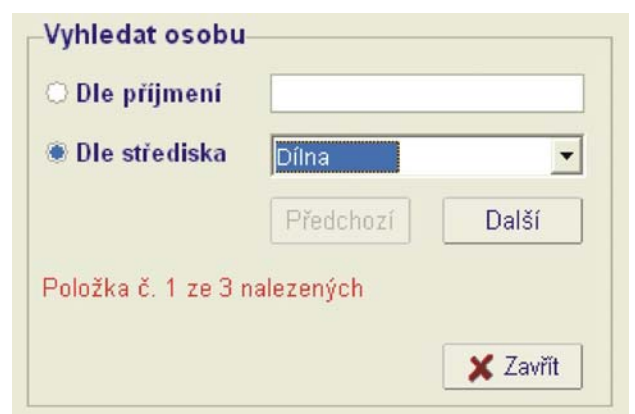 Vyhledat osobu
Dle příjmení
Dle střediska Dílna
Předchozí Další
Položka č. 1 ze 3 nalezených
Zavřít